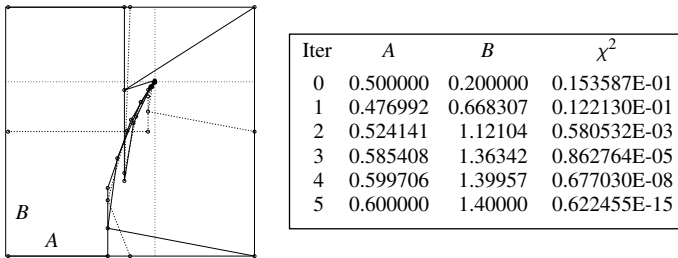 B
A
Iter A B χ²
0 0.500000 0.200000 0.153587E-01
1 0.476992 0.668307 0.122130E-01
2 0.524141 1.12104 0.580532E-03
3 0.585408 1.36342 0.862764E-05
4 0.599706 1.39957 0.677030E-08
5 0.600000 1.40000 0.622455E-15